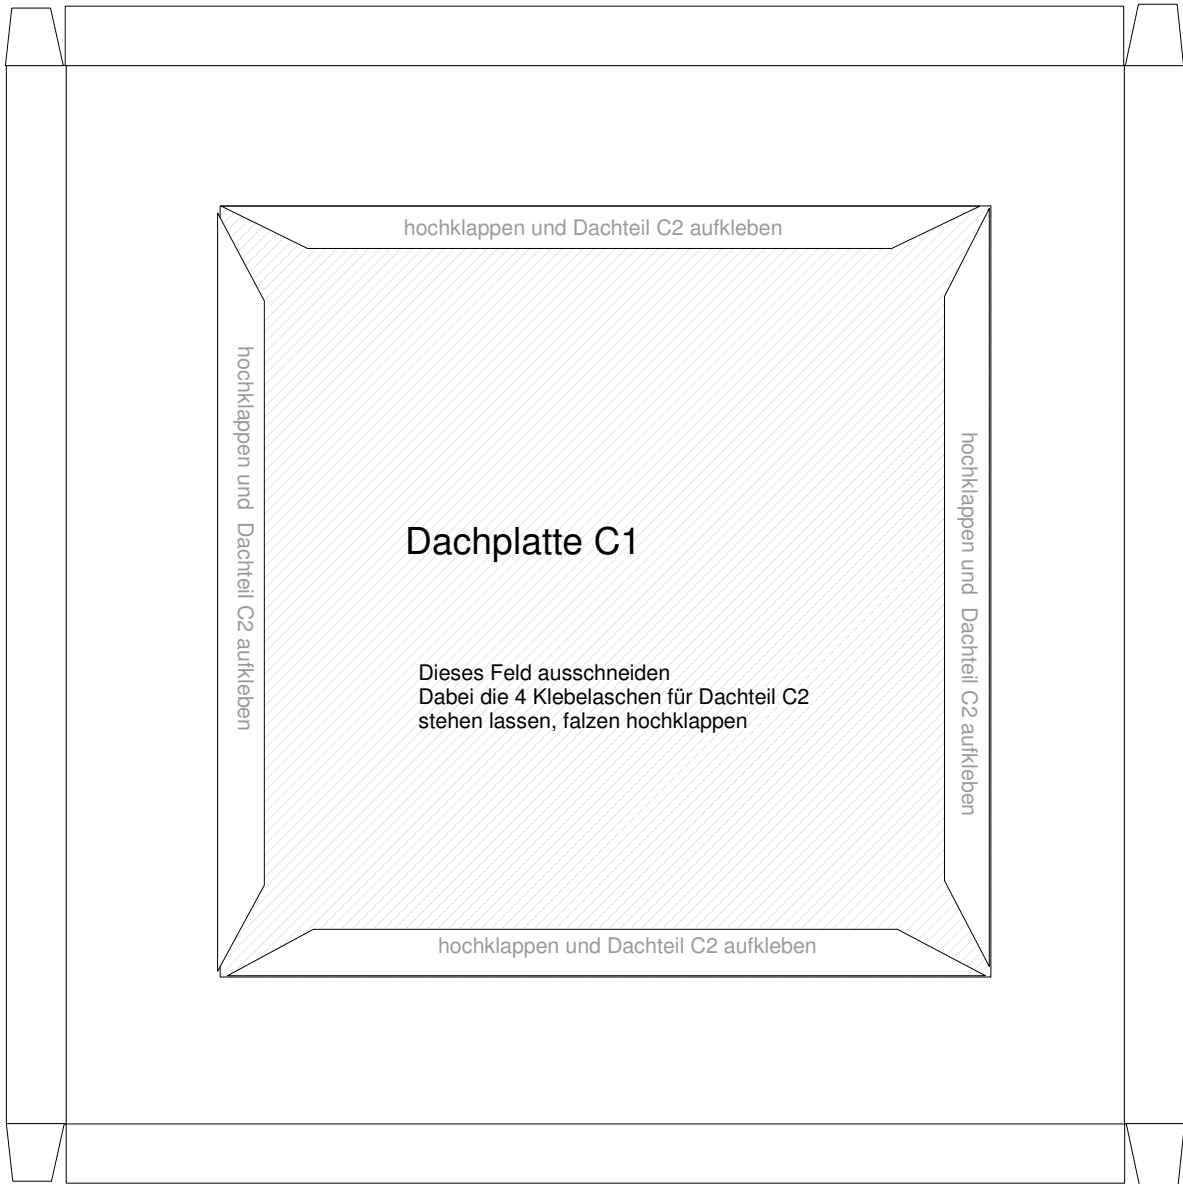 hochklappen und Dachteil C2 aufkleben
hochklappen und Dachteil C2 aufkleben
hochklappen und Dachteil C2 aufkleben
Dachplatte C1
Dieses Feld ausschneiden
Dabei die 4 Klebelaschen für Dachteil C2
stehen lassen, falzen hochklappen
hochklappen und Dachteil C2 aufkleben